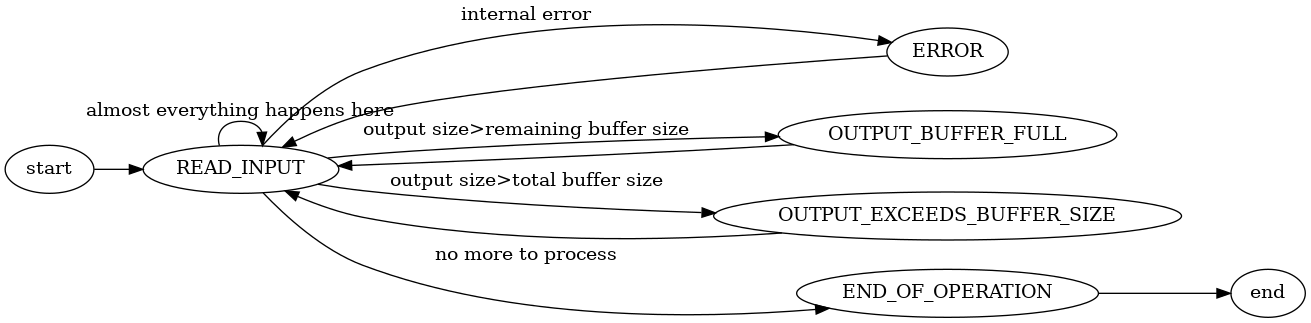 internal error
ERROR
almost everything happens here
output size>remaining buffer size
OUTPUT_BUFFER_FULL
start
READ_INPUT
output size>total buffer size
OUTPUT_EXCEEDS_BUFFER_SIZE
no more to process
END_OF_OPERATION
end